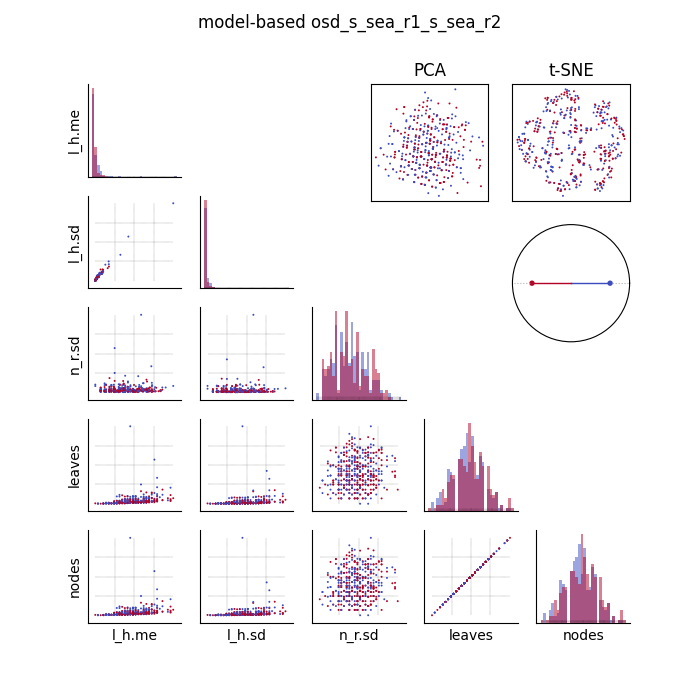 model-based osd_s_sea_r1_s_sea_r2
PCA
t-SNE
l_h.me
l_h.sd
n_r.sd
leaves
nodes
l_h.me
l_h.sd
n_r.sd
leaves
nodes